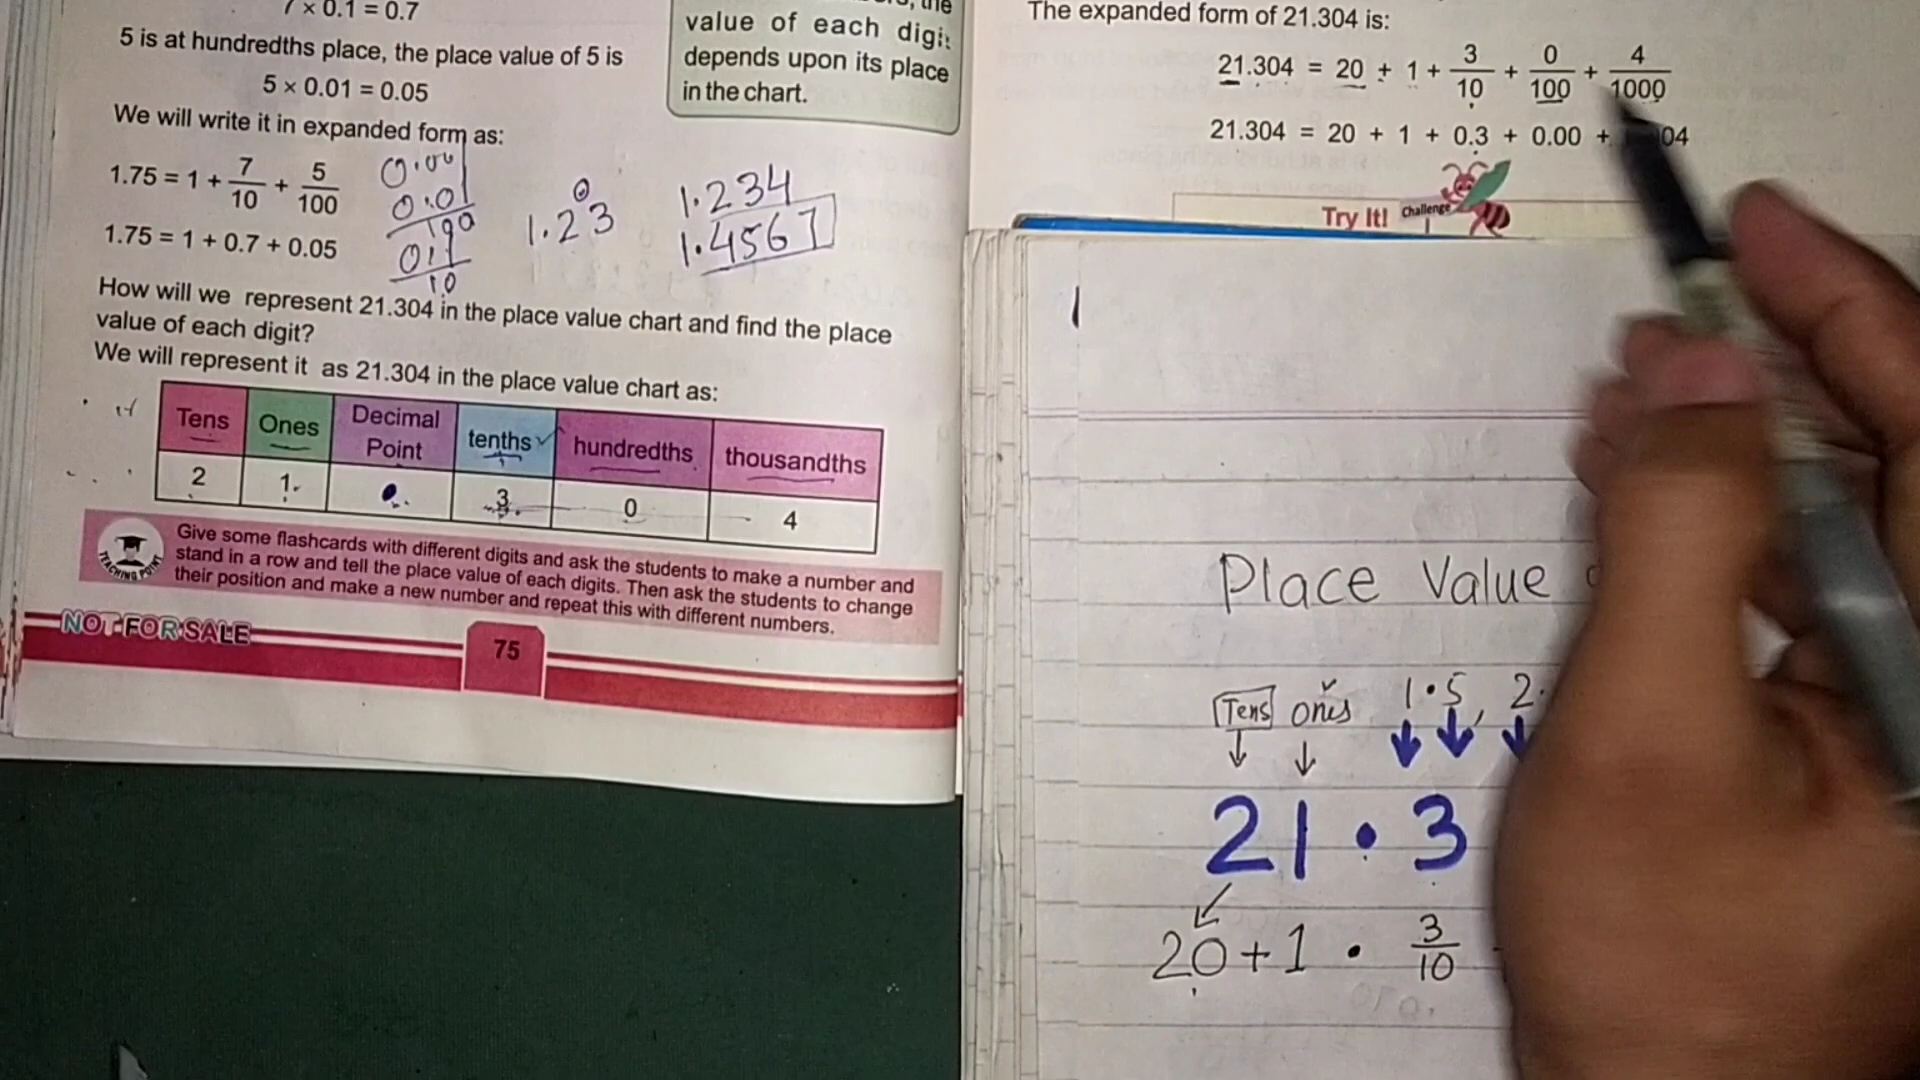 7 × 0.1 = 0.7
5 is at hundredths place, the place value of 5 is
5 × 0.01 = 0.05
We will write it in expanded form as:
1.75 = 1 + 7/10 + 5/100
1.75 = 1 + 0.7 + 0.05
0.01
100
10
1.23
1.234
1.4567
the
value of each digit
depends upon its place
in the chart.
How will we represent 21.304 in the place value chart and find the place
value of each digit?
We will represent it as 21.304 in the place value chart as:
Tens Ones Decimal Point tenths hundredths thousandths
2 1 . 3 0 4
TEACHING POINT
Give some flashcards with different digits and ask the students to make a number and
stand in a row and tell the place value of each digits. Then ask the students to change
their position and make a new number and repeat this with different numbers.
NOT FOR SALE
75
The expanded form of 21.304 is:
21.304 = 20 + 1 + 3/10 + 0/100 + 4/1000
21.304 = 20 + 1 + 0.3 + 0.00 + 04
Try It! Challenge
Place Value
Tens ones 1.5, 2.
21.3
20+1 . 3/10